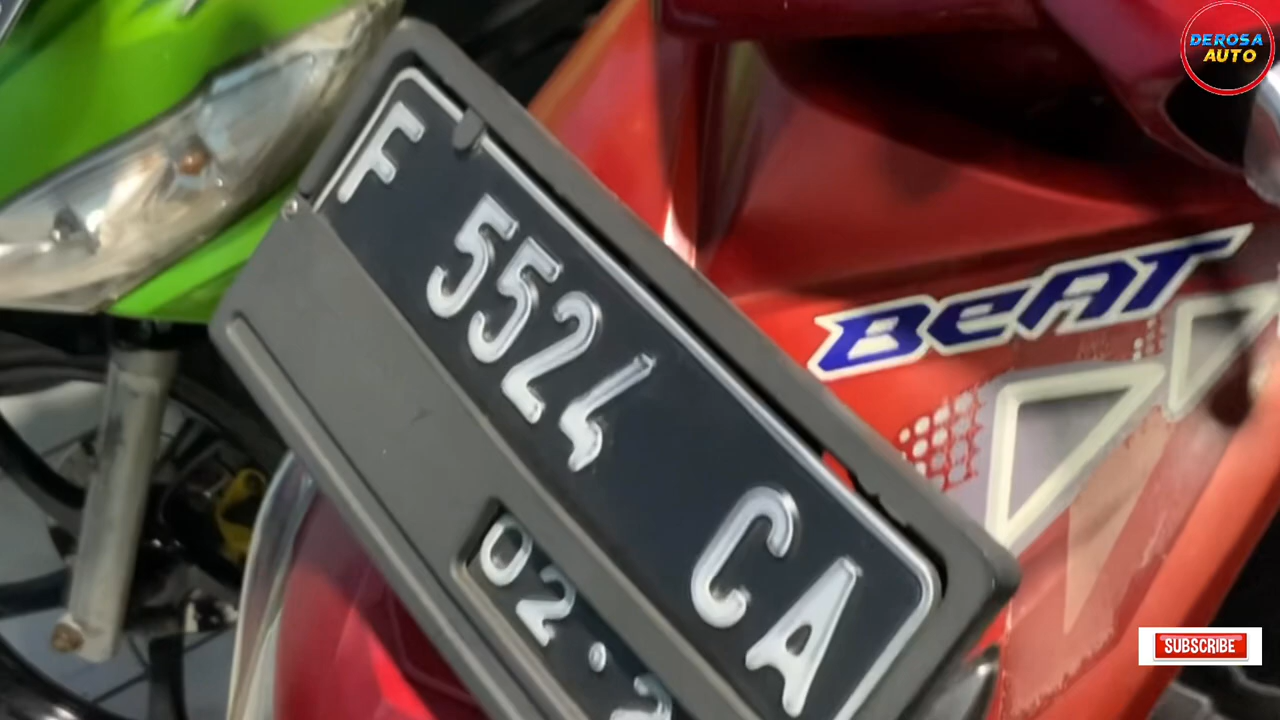 DEROSA
AUTO
F 5524 CA
02 •
BeAT
SUBSCRIBE